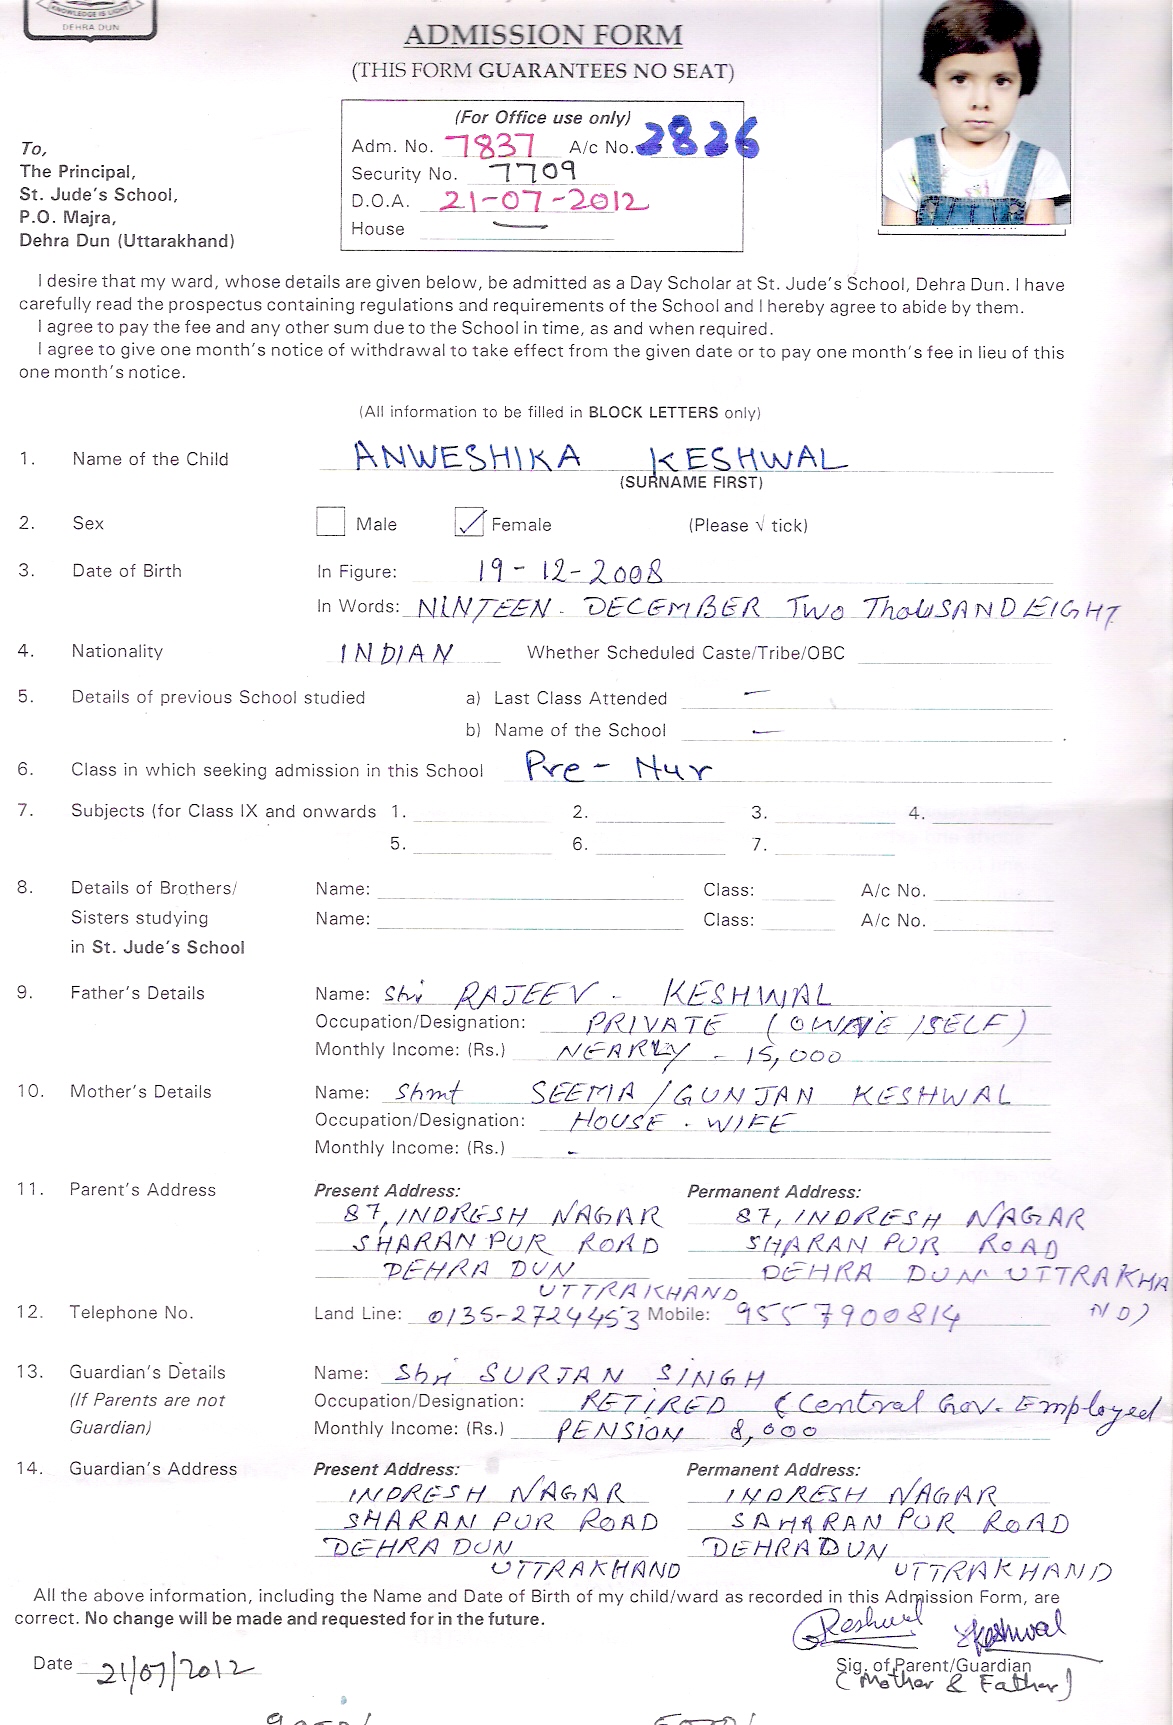 KNOWLEDGE IS LIGHT
DEHRA DUN
ADMISSION FORM
(THIS FORM GUARANTEES NO SEAT)
(For Office use only)
Adm. No. 7837 A/c No. 2826
Security No. 7709
D.O.A. 21-07-2012
House —
To,
The Principal,
St. Jude's School,
P.O. Majra,
Dehra Dun (Uttarakhand)
I desire that my ward, whose details are given below, be admitted as a Day Scholar at St. Jude's School, Dehra Dun. I have
carefully read the prospectus containing regulations and requirements of the School and I hereby agree to abide by them.
I agree to pay the fee and any other sum due to the School in time, as and when required.
I agree to give one month's notice of withdrawal to take effect from the given date or to pay one month's fee in lieu of this
one month's notice.
(All information to be filled in BLOCK LETTERS only)
1. Name of the Child ANWESHIKA KESHWAL
(SURNAME FIRST)
2. Sex Male Female (Please √ tick)
3. Date of Birth In Figure: 19-12-2008
In Words: NINTEEN - DECEMBER TWO ThouSAND EIGHT
4. Nationality INDIAN Whether Scheduled Caste/Tribe/OBC
5. Details of previous School studied a) Last Class Attended —
b) Name of the School —
6. Class in which seeking admission in this School Pre-Nur
7. Subjects (for Class IX and onwards 1. 2. 3. 4.
5. 6. 7.
8. Details of Brothers/ Name: Class: A/c No.
Sisters studying Name: Class: A/c No.
in St. Jude's School
9. Father's Details Name: Shri RAJEEV - KESHWAL
Occupation/Designation: PRIVATE ( /SELF)
Monthly Income: (Rs.) NEARLY - 15,000
10. Mother's Details Name: Shmt SEEMA/GUNJAN KESHWAL
Occupation/Designation: HOUSE - WIFE
Monthly Income: (Rs.) -
11. Parent's Address Present Address: Permanent Address:
87, INDRESH NAGAR 87, INDRESH NAGAR
SHARAN PUR ROAD SHARAN PUR ROAD
DEHRA DUN DEHRA DUN UTTRAKHA
UTTRAKHAND ND)
12. Telephone No. Land Line: 0135-2724453 Mobile: 9557900814
13. Guardian's Details Name: Shri SURJAN SINGH
(If Parents are not Occupation/Designation: RETIRED (Central Gov. Employed
Guardian) Monthly Income: (Rs.) PENSION 8,000
14. Guardian's Address Present Address: Permanent Address:
INDRESH NAGAR INDRESH NAGAR
SHARAN PUR ROAD SAHARAN PUR ROAD
DEHRA DUN DEHRA DUN
UTTRAKHAND UTTRAKHAND
All the above information, including the Name and Date of Birth of my child/ward as recorded in this Admission Form, are
correct. No change will be made and requested for in the future.
Keshwal
Date 21/07/2012 Sig. of Parent/Guardian
(Mother & Father)